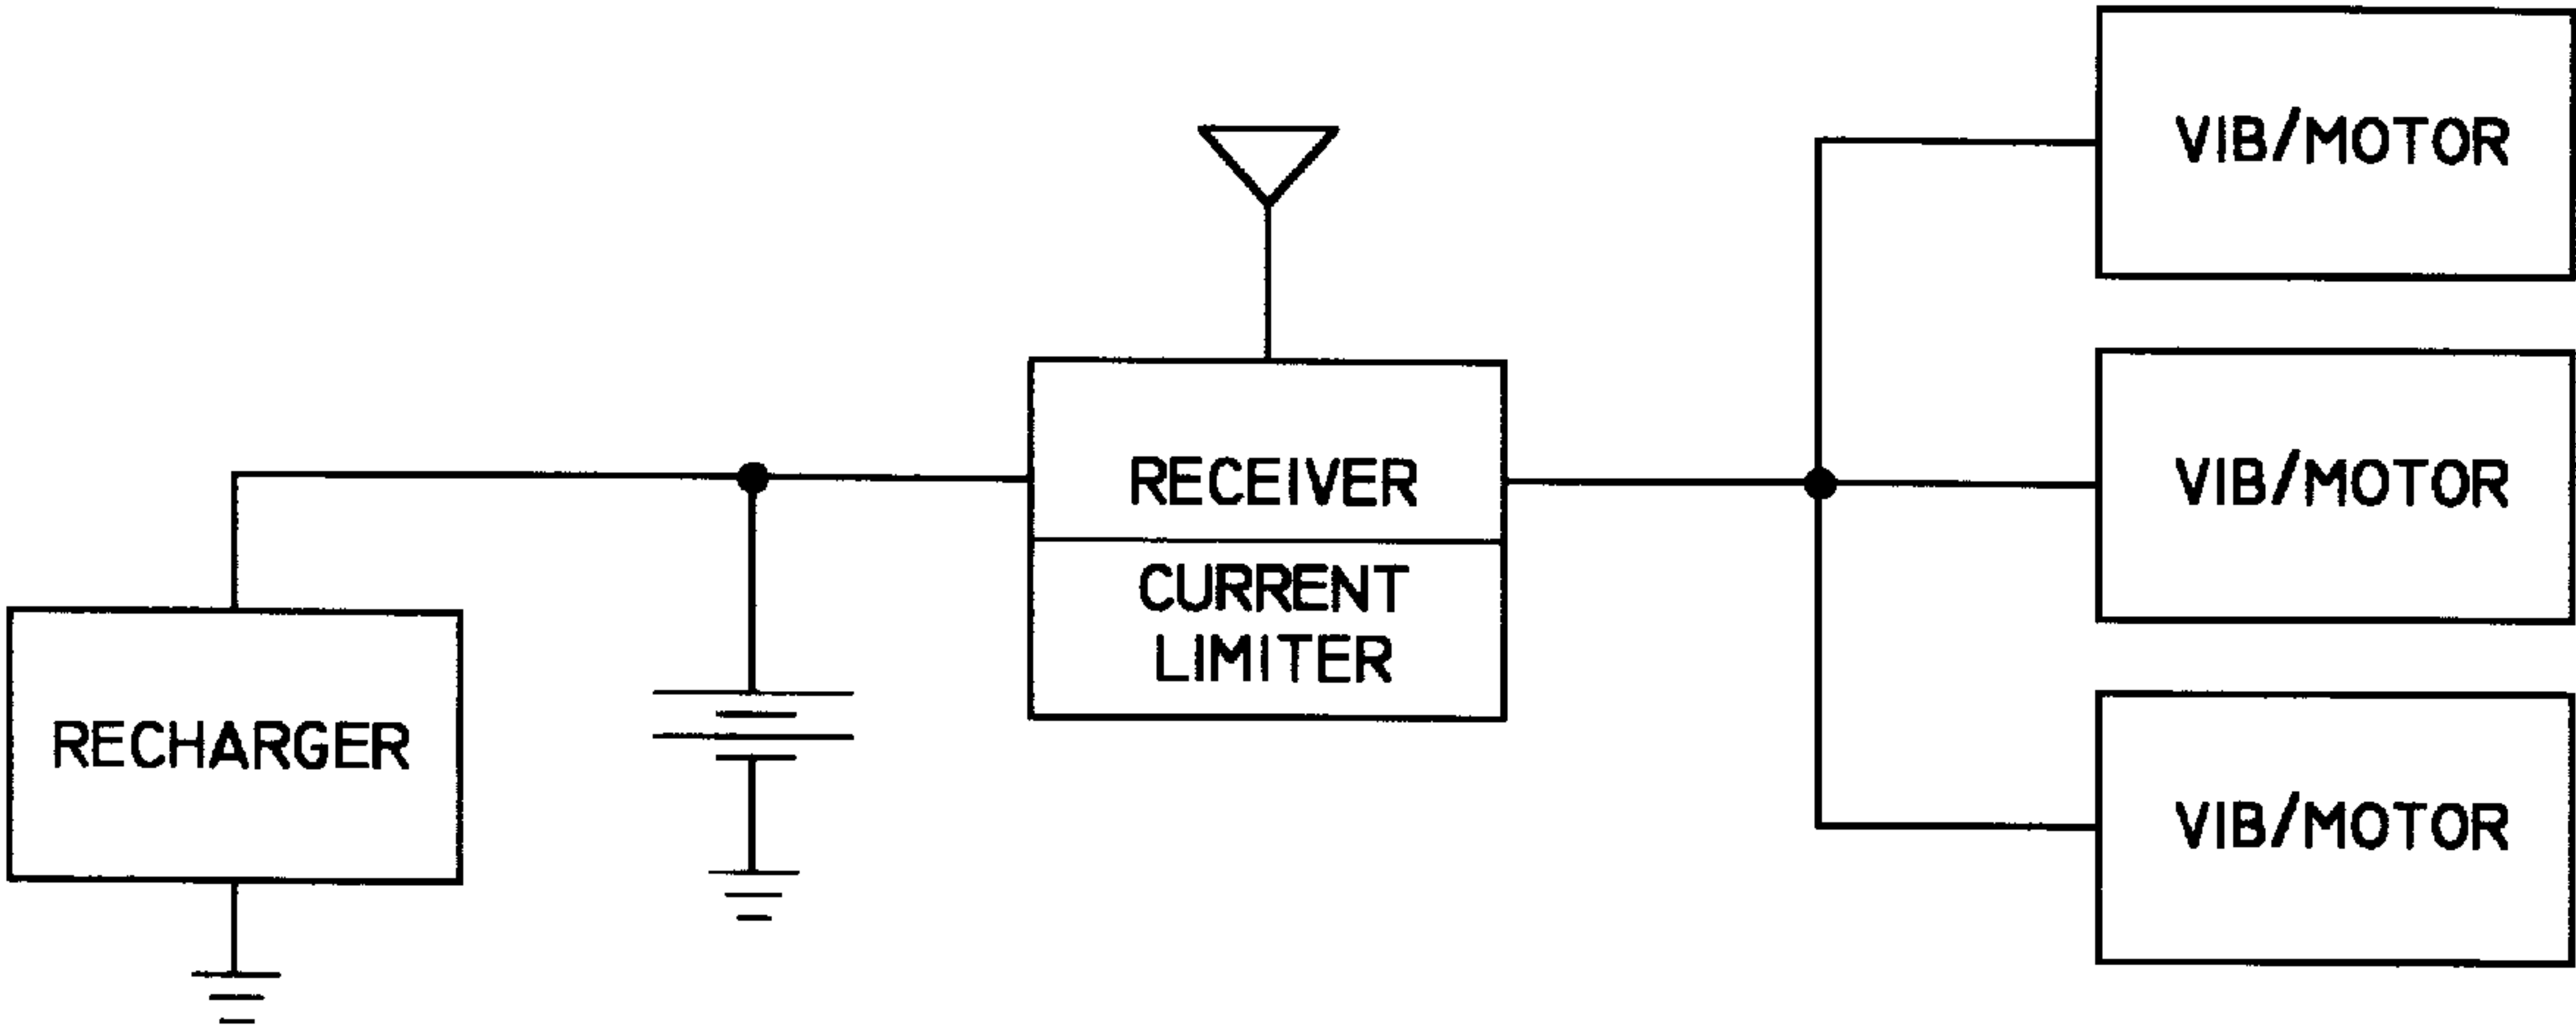 VIB/MOTOR
RECEIVER
VIB/MOTOR
CURRENT
LIMITER
RECHARGER
VIB/MOTOR